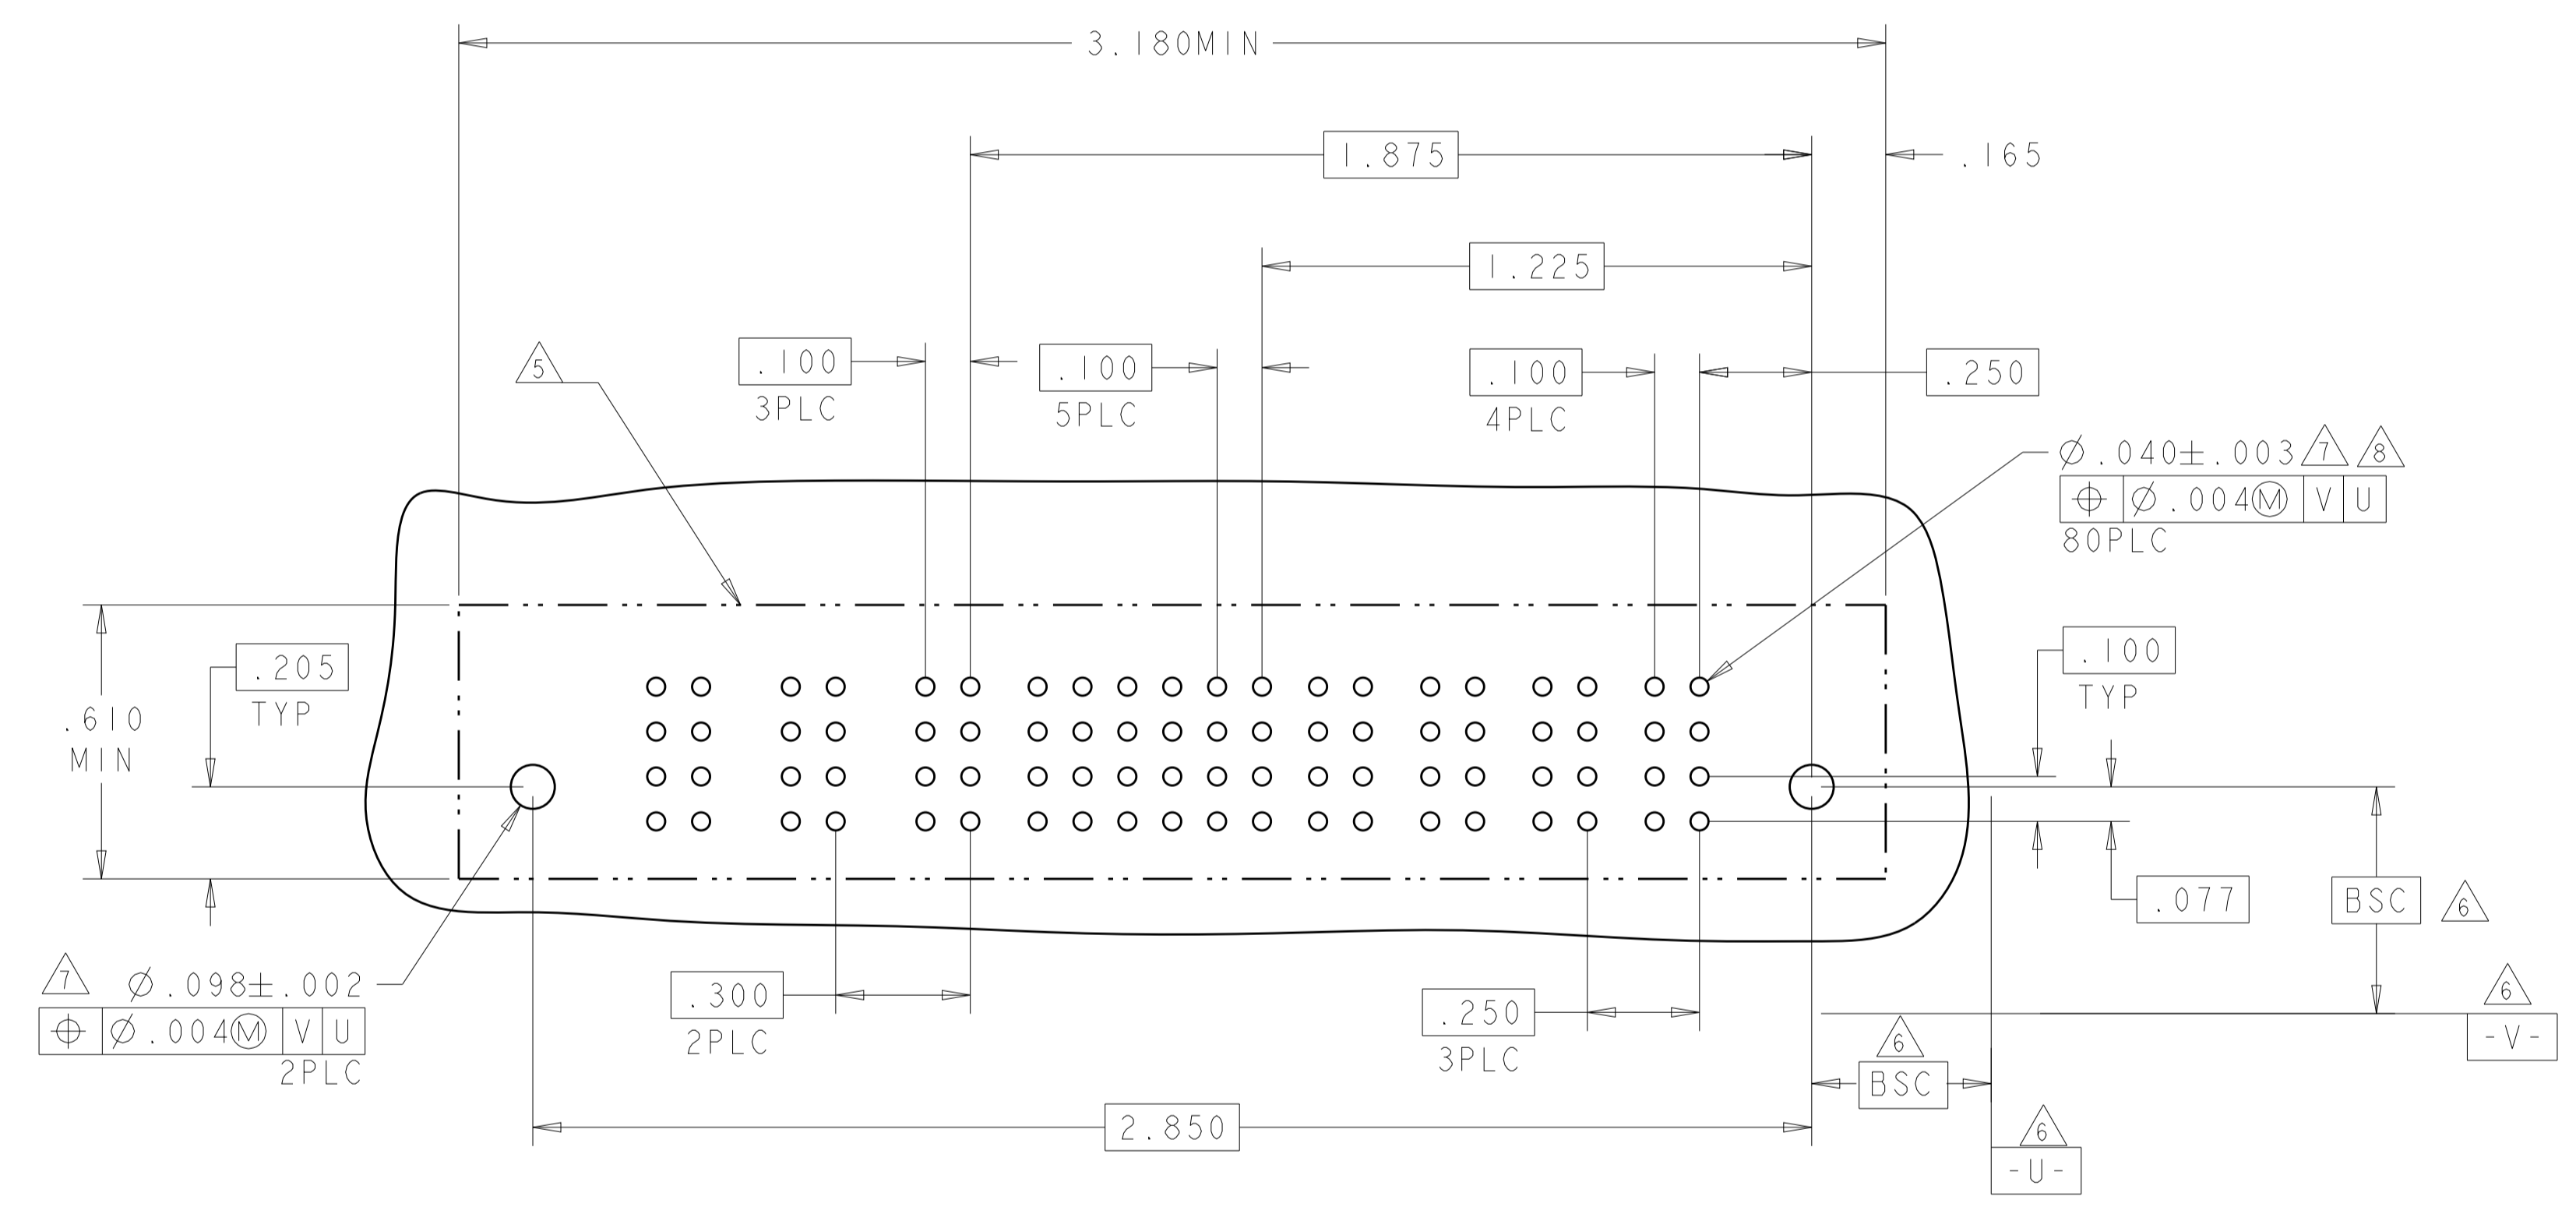 3.180MIN
1.875
.165
1.225
5
.100
3PLC
.100
5PLC
.100
4PLC
.250
⌀.040±.003 7 8
⌖ ⌀.004Ⓜ V U
80PLC
.205
TYP
.610
MIN
.100
TYP
.077
BSC 6
7 ⌀.098±.002
⌖ ⌀.004Ⓜ V U
2PLC
.300
2PLC
.250
3PLC
6
-V-
6
BSC
2.850
6
-U-